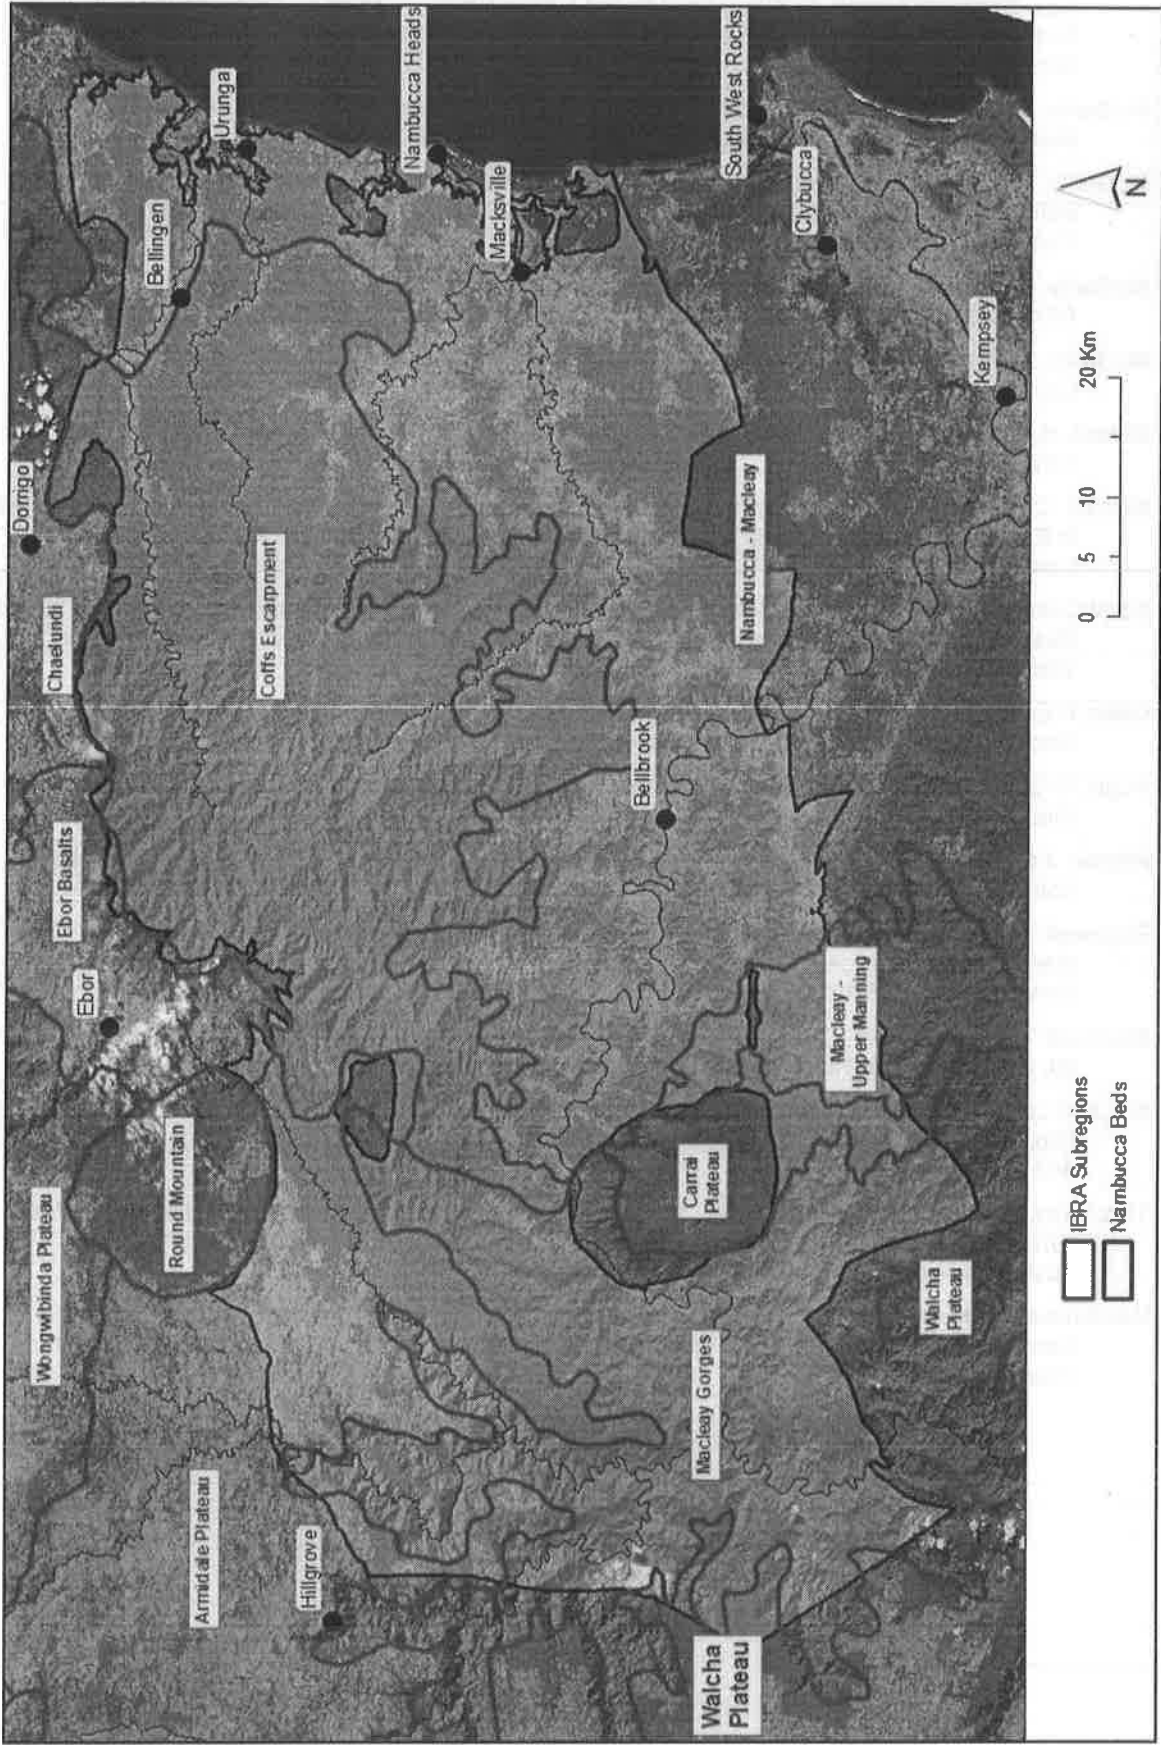 Dorrigo
Chaelundi
Ebor Basalts
Ebor
Wongwibinda Plateau
Round Mountain
Armidale Plateau
Hillgrove
Bellingen
Urunga
Coffs Escarpment
Nambucca Heads
Macksville
Bellbrook
Nambucca - Macleay
South West Rocks
Clybucca
Kempsey
Macleay -
Upper Manning
Carrai
Plateau
Macleay Gorges
Walcha
Plateau
Walcha
Plateau
IBRA Subregions
Nambucca Beds
0 5 10 20 Km
N